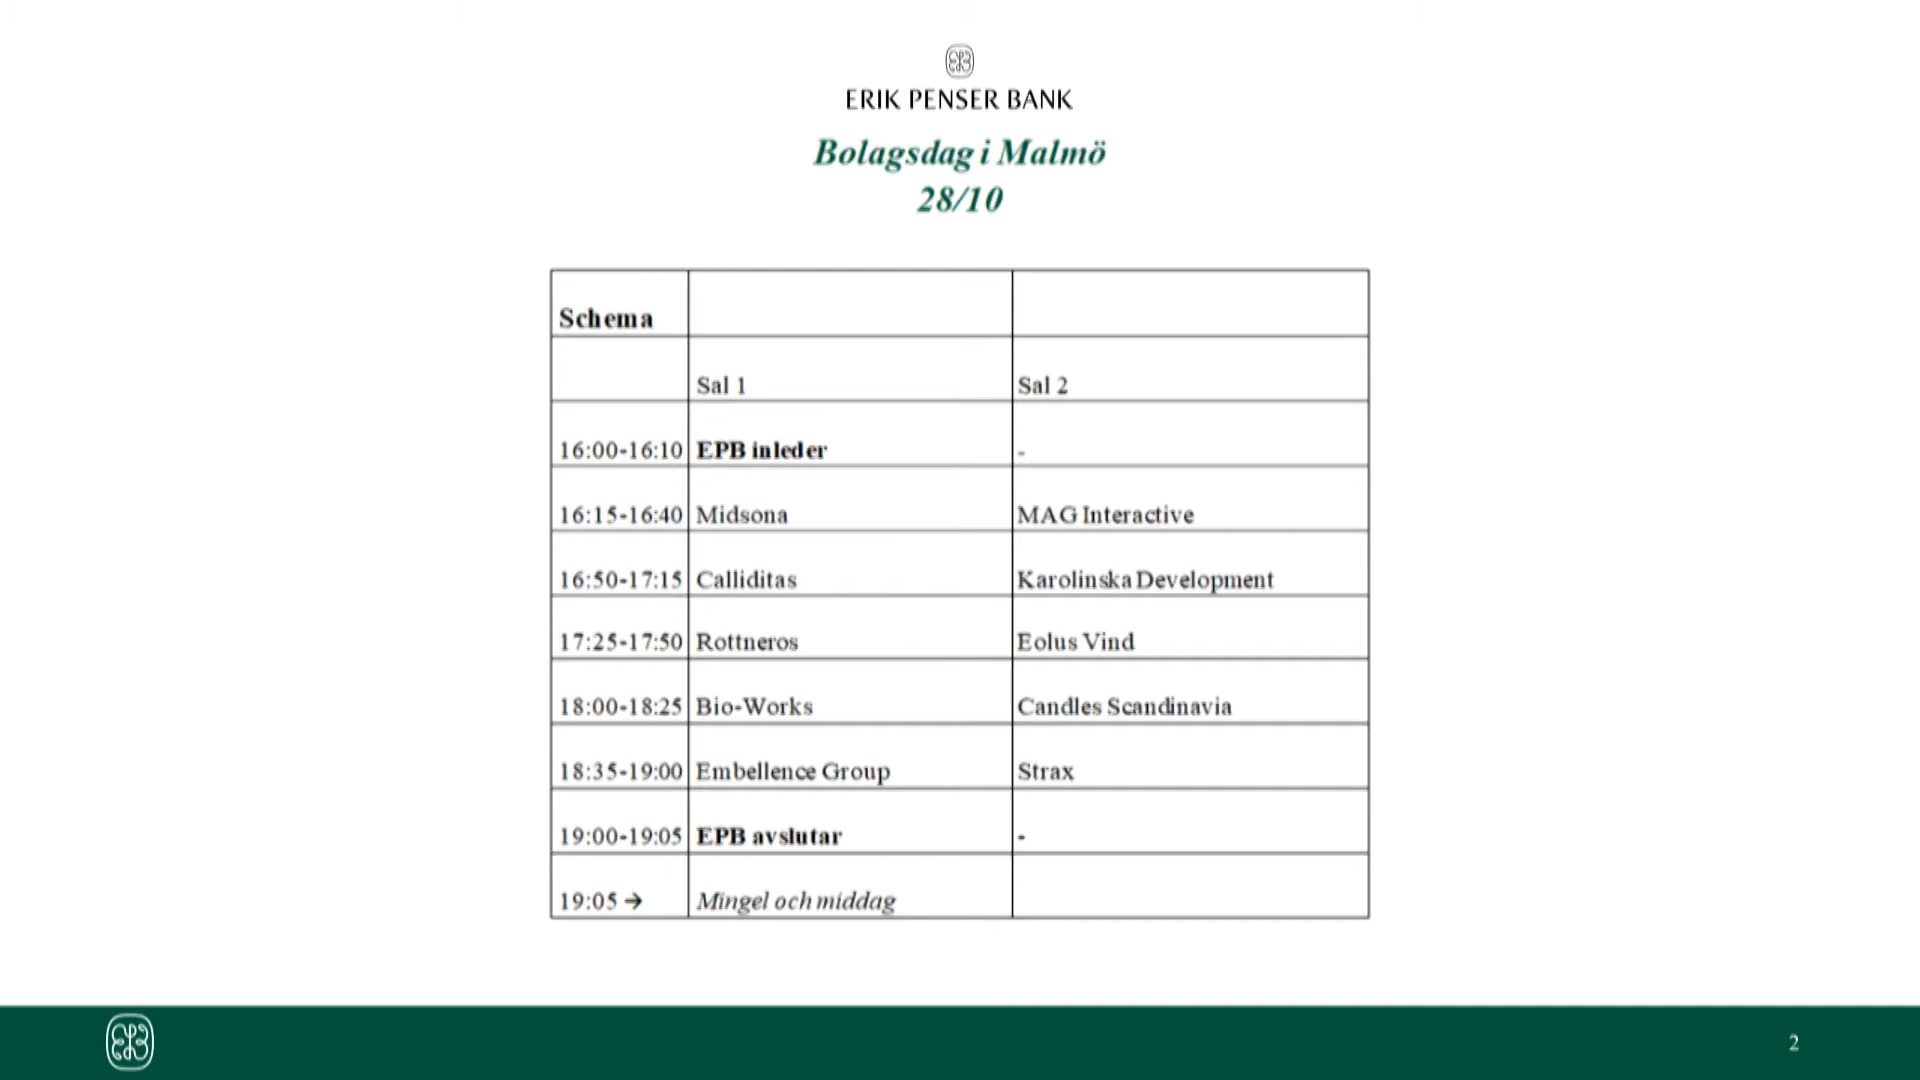 ERIK PENSER BANK
Bolagsdag i Malmö
28/10
Schema
Sal 1 Sal 2
16:00-16:10 EPB inleder -
16:15-16:40 Midsona MAG Interactive
16:50-17:15 Calliditas Karolinska Development
17:25-17:50 Rottneros Eolus Vind
18:00-18:25 Bio-Works Candles Scandinavia
18:35-19:00 Embellence Group Strax
19:00-19:05 EPB avslutar -
19:05 → Mingel och middag
2